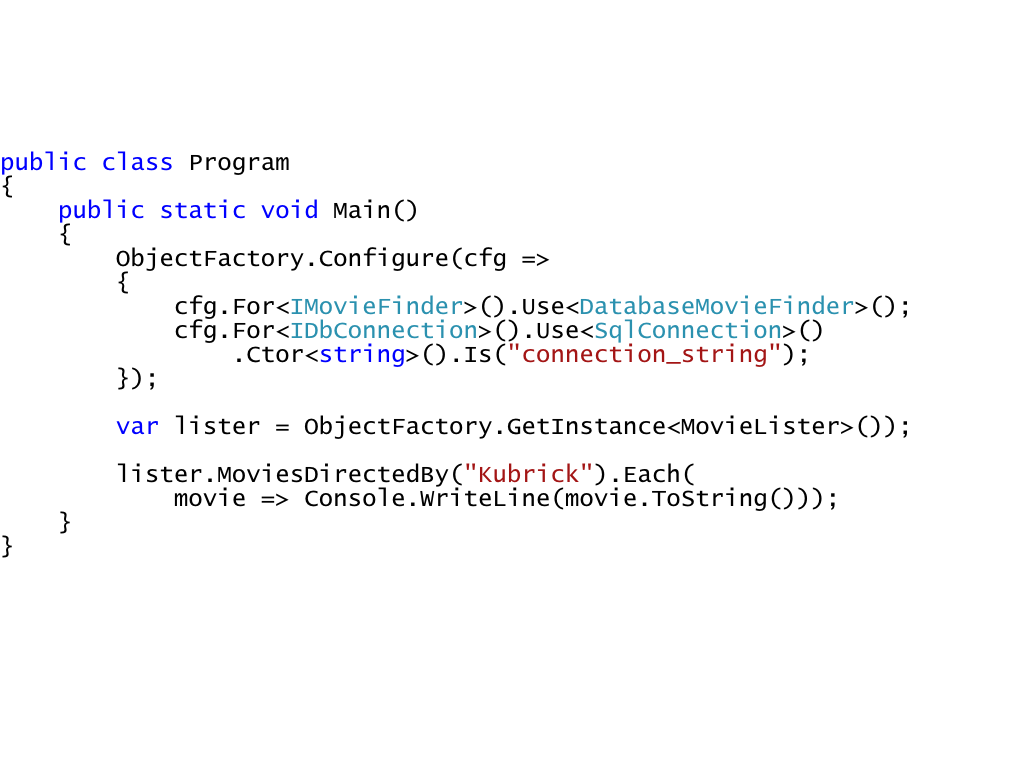 public class Program
{
    public static void Main()
    {
        ObjectFactory.Configure(cfg =>
        {
            cfg.For<IMovieFinder>().Use<DatabaseMovieFinder>();
            cfg.For<IDbConnection>().Use<SqlConnection>()
                .Ctor<string>().Is("connection_string");
        });

        var lister = ObjectFactory.GetInstance<MovieLister>());

        lister.MoviesDirectedBy("Kubrick").Each(
            movie => Console.WriteLine(movie.ToString()));
    }
}